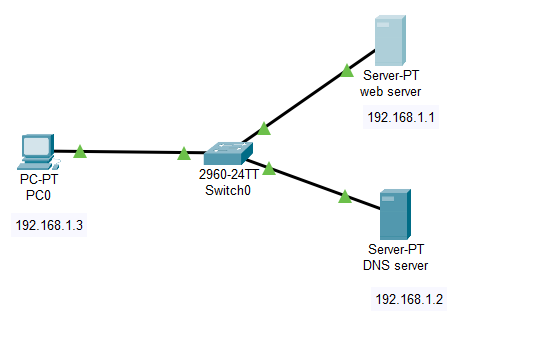 Server-PT
web server
192.168.1.1
2960-24TT
Switch0
PC-PT
PC0
192.168.1.3
Server-PT
DNS server
192.168.1.2